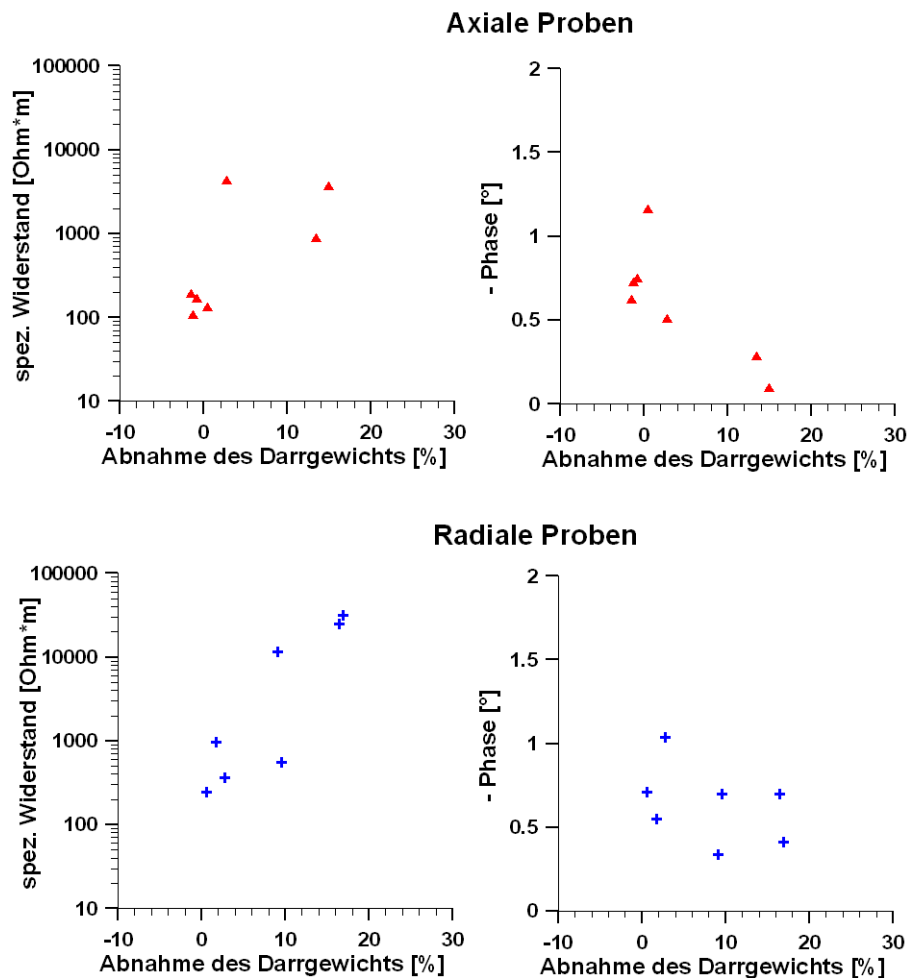 Axiale Proben
spez. Widerstand [Ohm*m]
100000
10000
1000
100
10
-10 0 10 20 30
Abnahme des Darrgewichts [%]
- Phase [°]
2
1.5
1
0.5
0
-10 0 10 20 30
Abnahme des Darrgewichts [%]
Radiale Proben
spez. Widerstand [Ohm*m]
100000
10000
1000
100
10
-10 0 10 20 30
Abnahme des Darrgewichts [%]
- Phase [°]
2
1.5
1
0.5
0
-10 0 10 20 30
Abnahme des Darrgewichts [%]